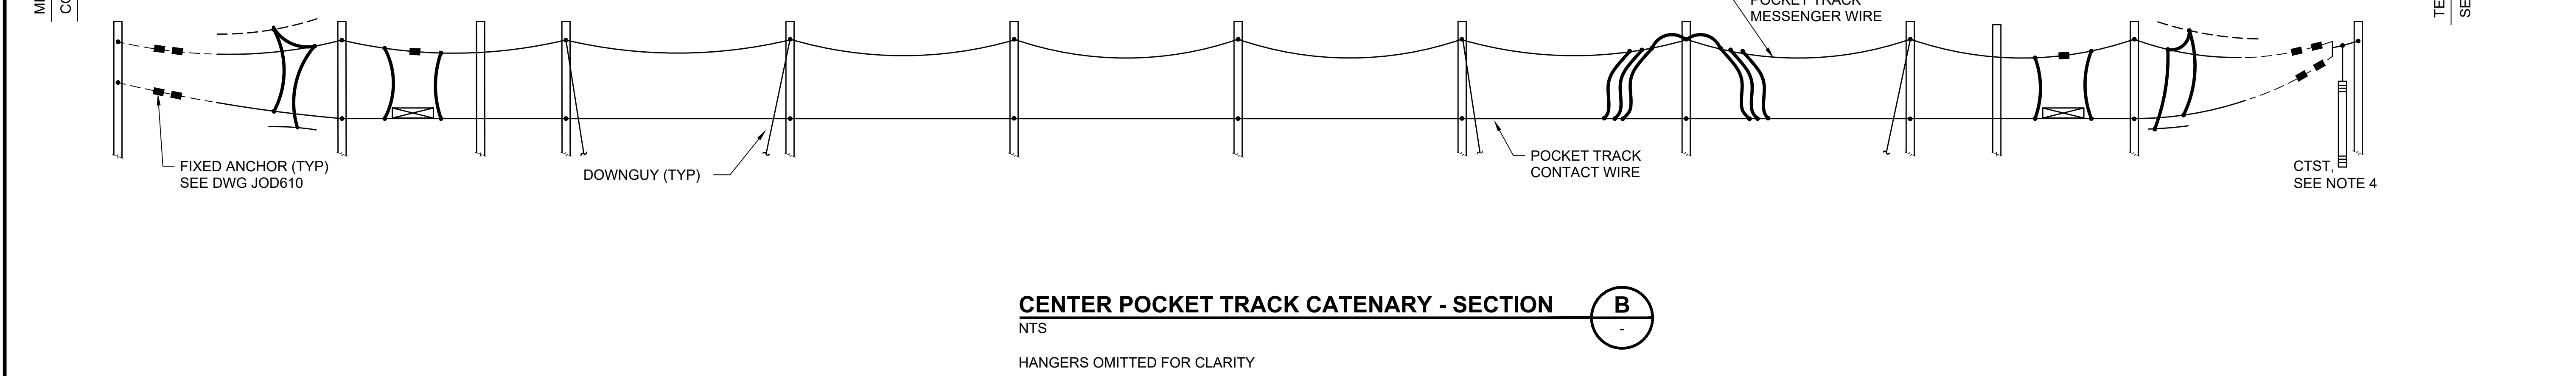 POCKET TRACK
MESSENGER WIRE
FIXED ANCHOR (TYP)
SEE DWG JOD610
DOWNGUY (TYP)
POCKET TRACK
CONTACT WIRE
CTST,
SEE NOTE 4
CENTER POCKET TRACK CATENARY - SECTION
B
-
NTS
HANGERS OMITTED FOR CLARITY